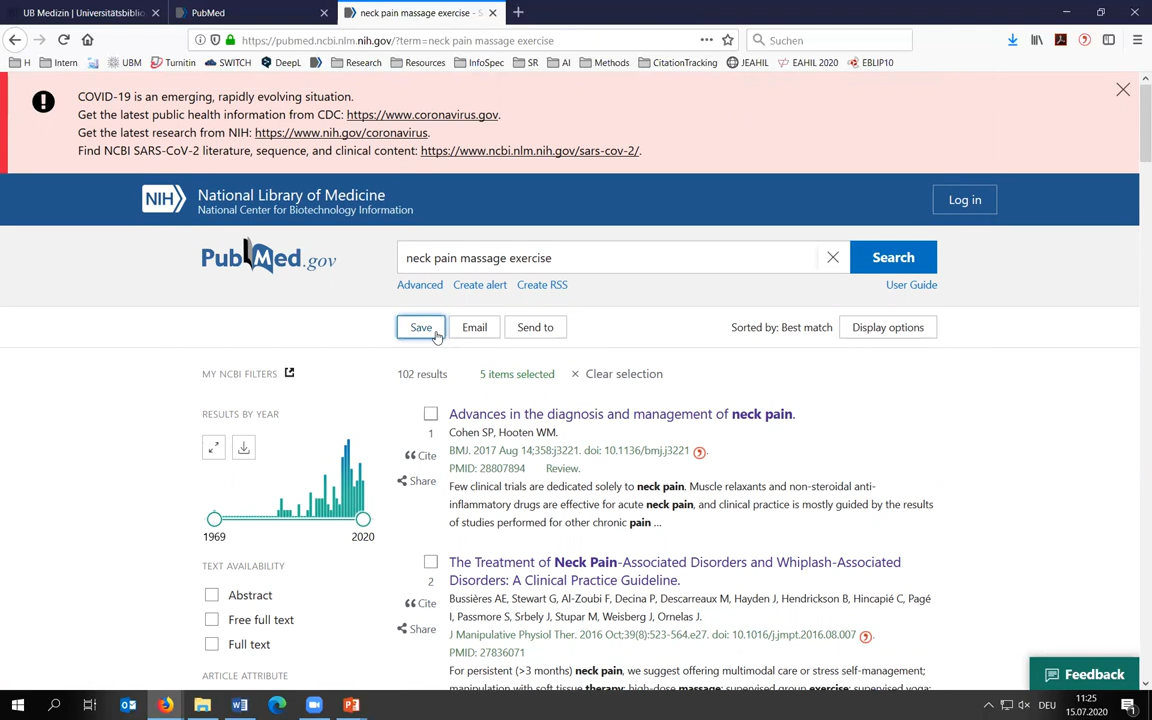 UB Medizin | Universitätsbiblio
PubMed
neck pain massage exercise - S
https://pubmed.ncbi.nlm.nih.gov/?term=neck pain massage exercise
Suchen
H
Intern
UBM
Turnitin
SWITCH
DeepL
Research
Resources
InfoSpec
SR
AI
Methods
CitationTracking
JEAHIL
EAHIL 2020
EBLIP10
COVID-19 is an emerging, rapidly evolving situation.
Get the latest public health information from CDC: https://www.coronavirus.gov.
Get the latest research from NIH: https://www.nih.gov/coronavirus.
Find NCBI SARS-CoV-2 literature, sequence, and clinical content: https://www.ncbi.nlm.nih.gov/sars-cov-2/.
NIH
National Library of Medicine
National Center for Biotechnology Information
Log in
PubMed.gov
neck pain massage exercise
Search
Advanced
Create alert
Create RSS
User Guide
Save
Email
Send to
Sorted by: Best match
Display options
MY NCBI FILTERS
102 results
5 items selected
× Clear selection
RESULTS BY YEAR
1969
2020
TEXT AVAILABILITY
Abstract
Free full text
Full text
ARTICLE ATTRIBUTE
1
Cite
Share
Advances in the diagnosis and management of neck pain.
Cohen SP, Hooten WM.
BMJ. 2017 Aug 14;358:j3221. doi: 10.1136/bmj.j3221
PMID: 28807894 Review.
Few clinical trials are dedicated solely to neck pain. Muscle relaxants and non-steroidal anti-
inflammatory drugs are effective for acute neck pain, and clinical practice is mostly guided by the results
of studies performed for other chronic pain ...
2
Cite
Share
The Treatment of Neck Pain-Associated Disorders and Whiplash-Associated
Disorders: A Clinical Practice Guideline.
Bussières AE, Stewart G, Al-Zoubi F, Decina P, Descarreaux M, Hayden J, Hendrickson B, Hincapié C, Pagé
I, Passmore S, Srbely J, Stupar M, Weisberg J, Ornelas J.
J Manipulative Physiol Ther. 2016 Oct;39(8):523-564.e27. doi: 10.1016/j.jmpt.2016.08.007
PMID: 27836071
For persistent (>3 months) neck pain, we suggest offering multimodal care or stress self-management;
manipulation with soft tissue therapy; high-dose massage; supervised group exercise; supervised yoga;
Feedback
DEU
11:25
15.07.2020